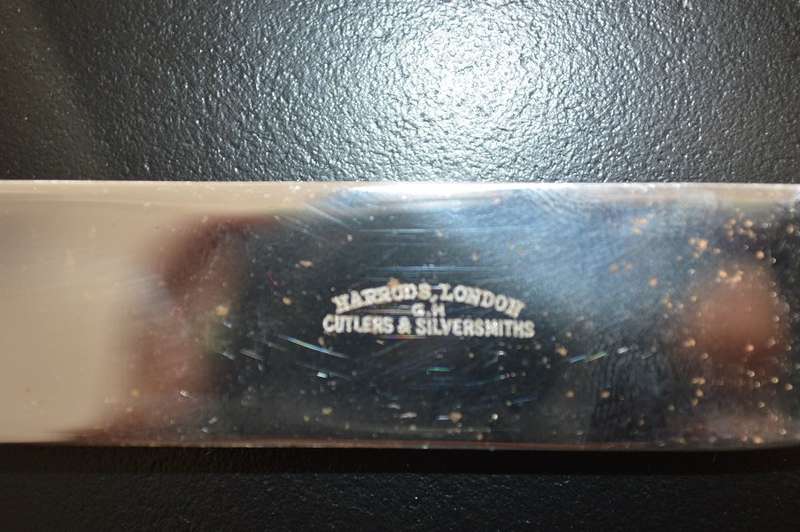 HARRODS, LONDON
G.H
CUTLERS & SILVERSMITHS